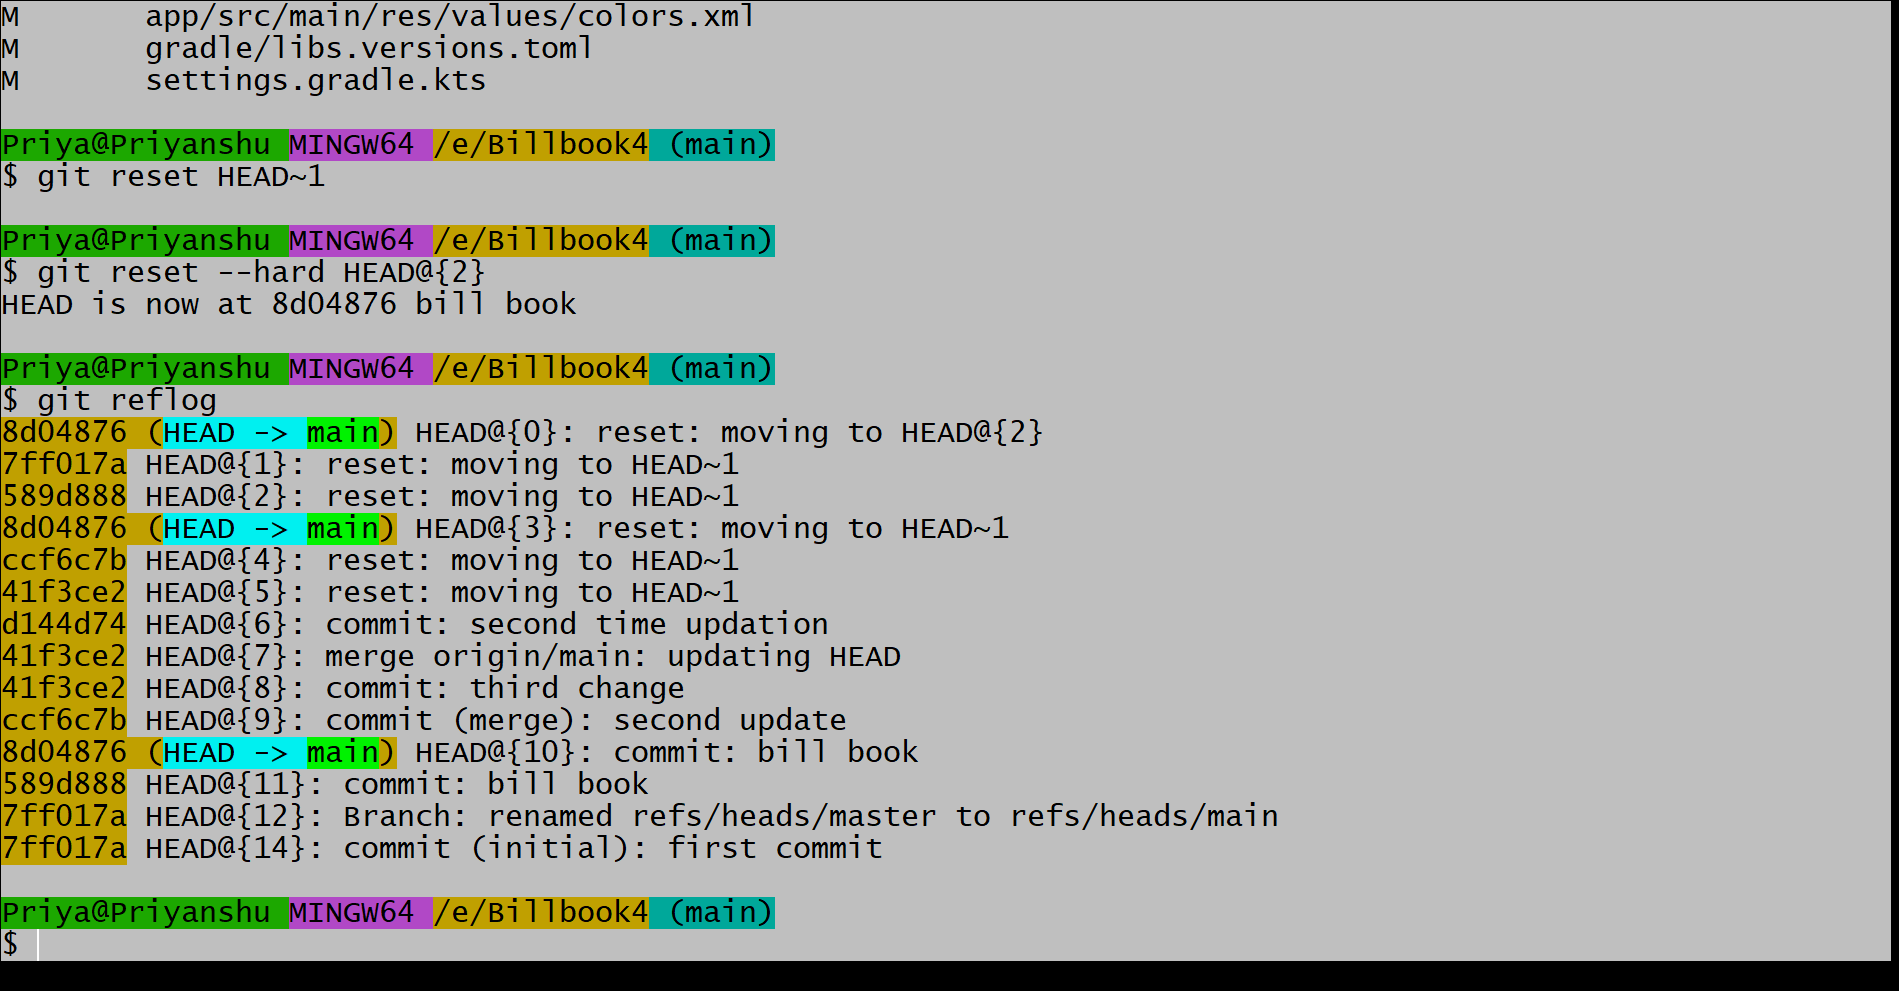 M       app/src/main/res/values/colors.xml
M       gradle/libs.versions.toml
M       settings.gradle.kts
Priya@Priyanshu MINGW64 /e/Billbook4 (main)
$ git reset HEAD~1
Priya@Priyanshu MINGW64 /e/Billbook4 (main)
$ git reset --hard HEAD@{2}
HEAD is now at 8d04876 bill book
Priya@Priyanshu MINGW64 /e/Billbook4 (main)
$ git reflog
8d04876 (HEAD -> main) HEAD@{0}: reset: moving to HEAD@{2}
7ff017a HEAD@{1}: reset: moving to HEAD~1
589d888 HEAD@{2}: reset: moving to HEAD~1
8d04876 (HEAD -> main) HEAD@{3}: reset: moving to HEAD~1
ccf6c7b HEAD@{4}: reset: moving to HEAD~1
41f3ce2 HEAD@{5}: reset: moving to HEAD~1
d144d74 HEAD@{6}: commit: second time updation
41f3ce2 HEAD@{7}: merge origin/main: updating HEAD
41f3ce2 HEAD@{8}: commit: third change
ccf6c7b HEAD@{9}: commit (merge): second update
8d04876 (HEAD -> main) HEAD@{10}: commit: bill book
589d888 HEAD@{11}: commit: bill book
7ff017a HEAD@{12}: Branch: renamed refs/heads/master to refs/heads/main
7ff017a HEAD@{14}: commit (initial): first commit
Priya@Priyanshu MINGW64 /e/Billbook4 (main)
$